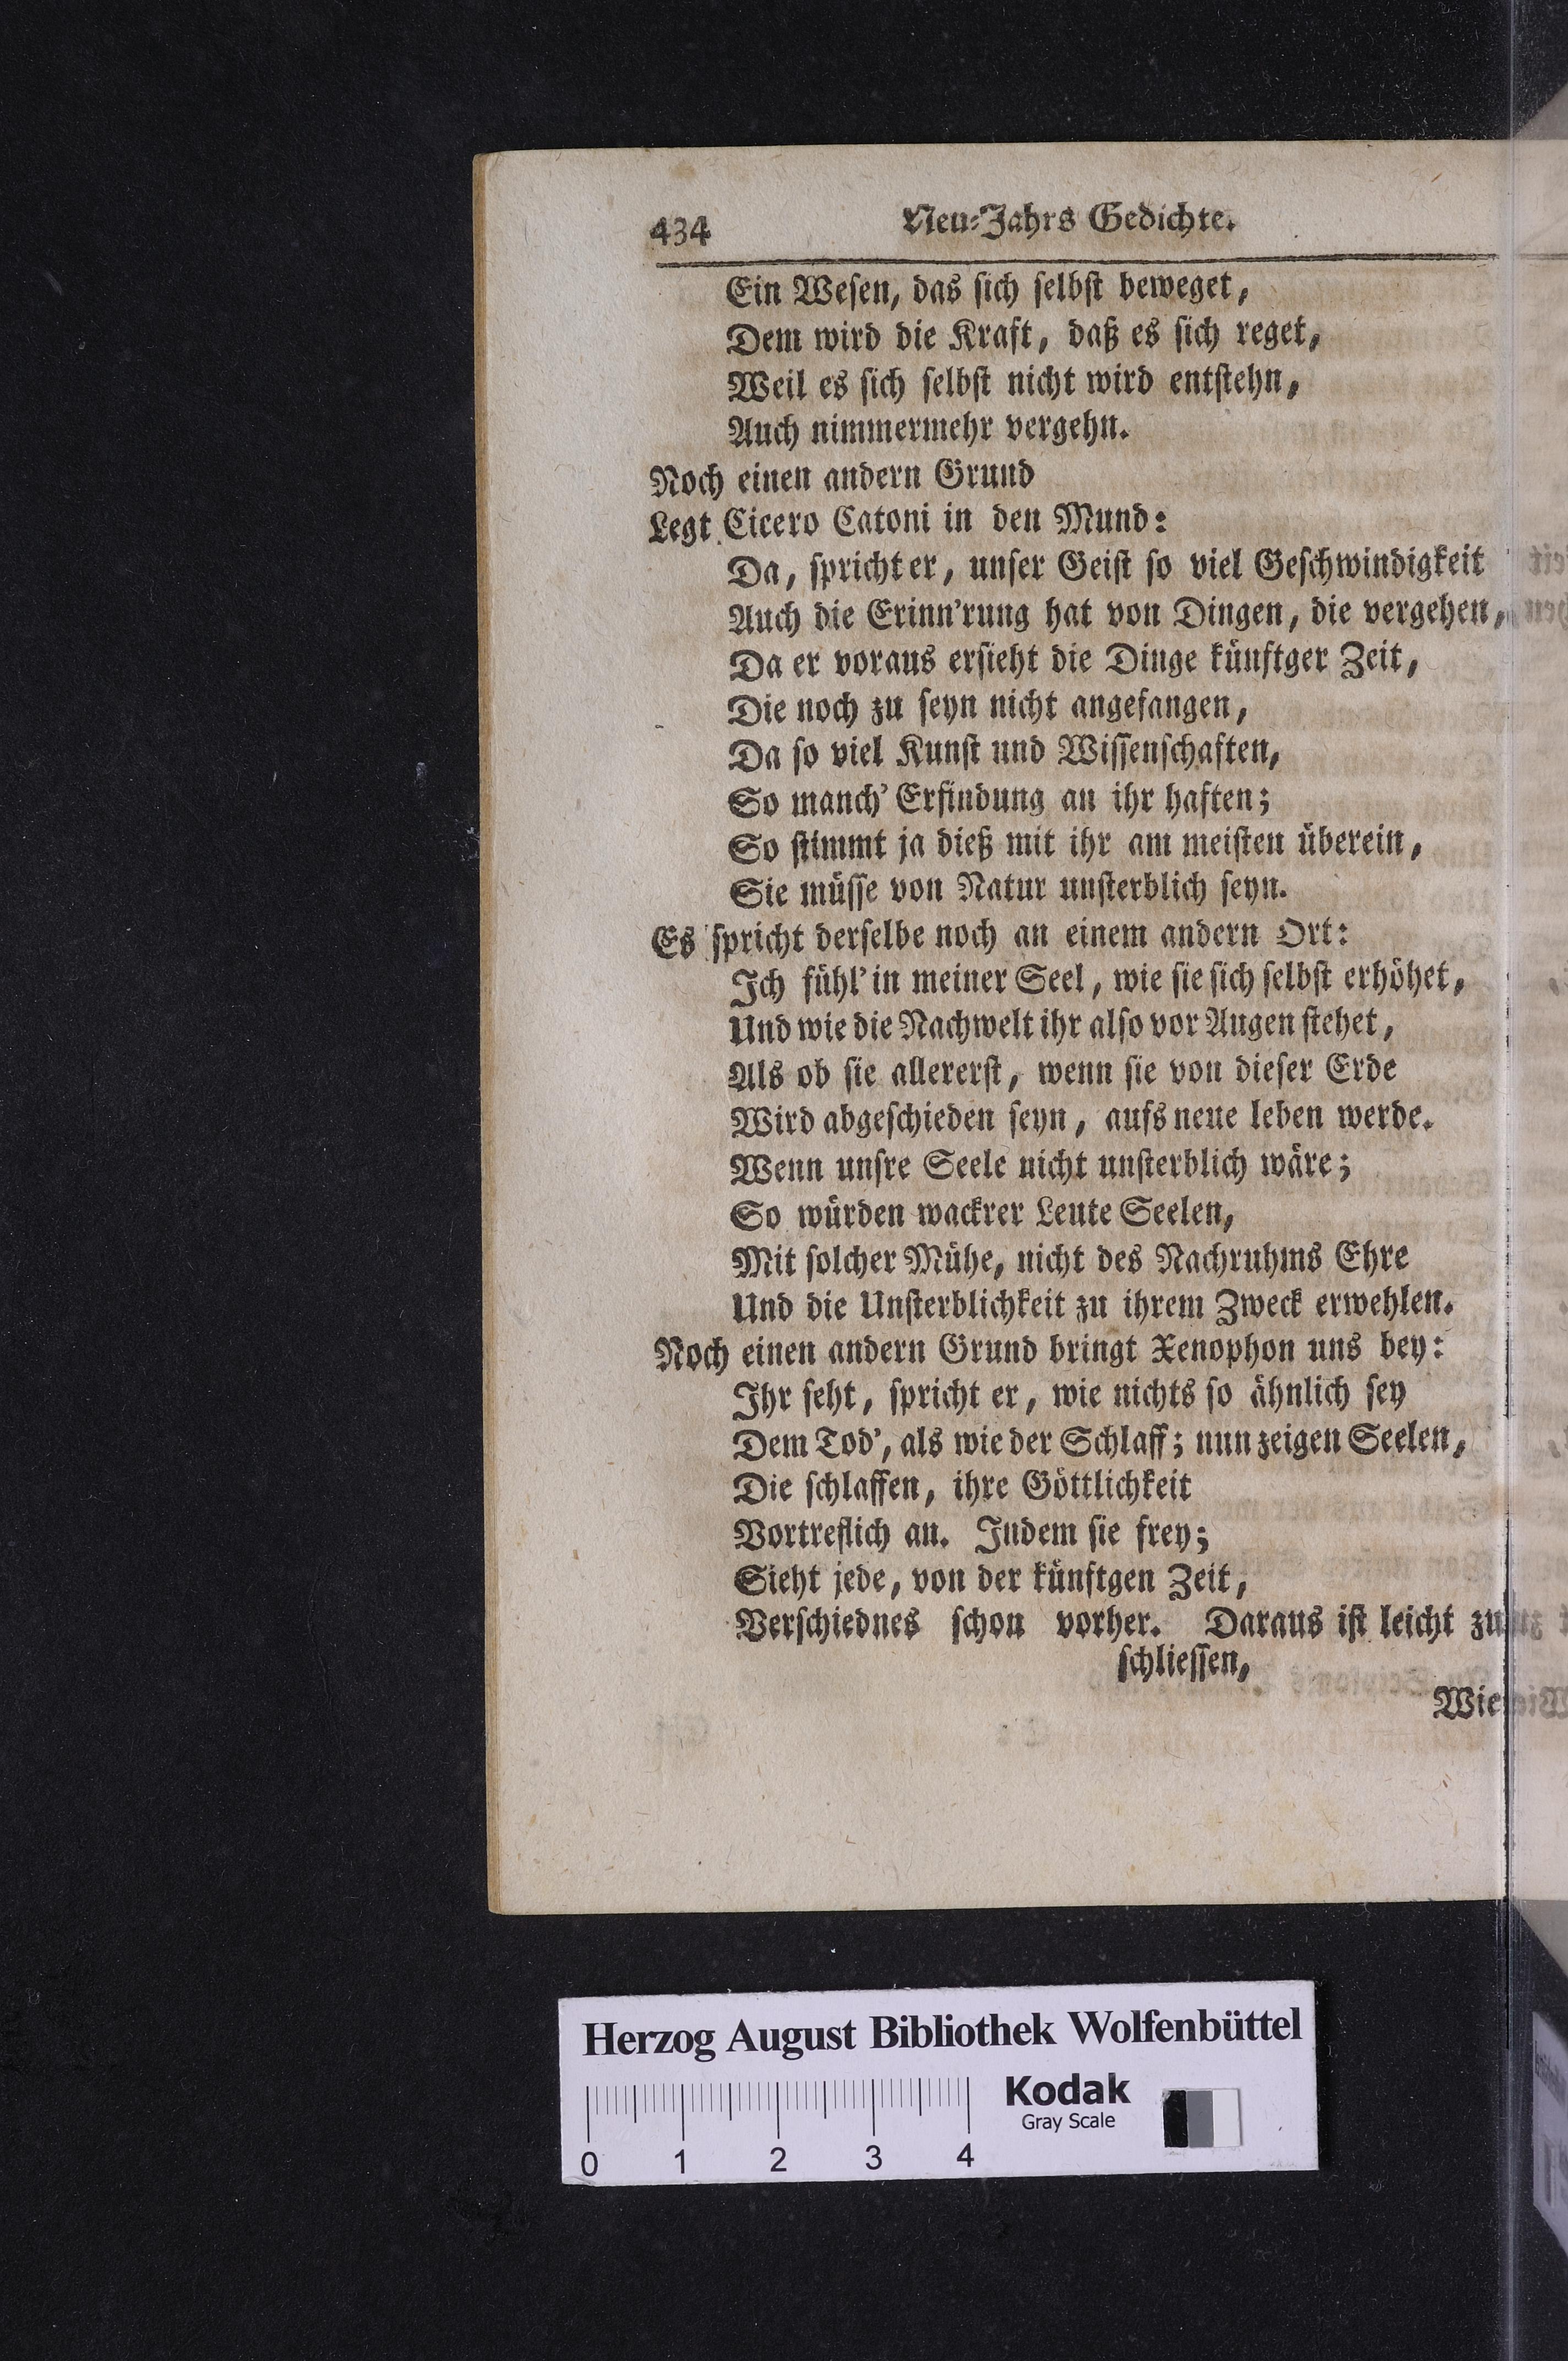 434 Neu-Jahrs Gedichte.
Ein Wesen, das sich selbst beweget,
Dem wird die Kraft, daß es sich reget,
Weil es sich selbst nicht wird entstehn,
Auch nimmermehr vergehn.
Noch einen andern Grund
Legt Cicero Catoni in den Mund:
Da, spricht er, unser Geist so viel Geschwindigkeit
Auch die Erinn'rung hat von Dingen, die vergehen,
Da er voraus ersieht die Dinge künftger Zeit,
Die noch zu seyn nicht angefangen,
Da so viel Kunst und Wissenschaften,
So manch' Erfindung an ihr haften;
So stimmt ja dieß mit ihr am meisten überein,
Sie müsse von Natur unsterblich seyn.
Es spricht derselbe noch an einem andern Ort:
Ich fühl' in meiner Seel, wie sie sich selbst erhöhet,
Und wie die Nachwelt ihr also vor Augen stehet,
Als ob sie allererst, wenn sie von dieser Erde
Wird abgeschieden seyn, aufs neue leben werde.
Wenn unsre Seele nicht unsterblich wäre;
So würden wackrer Leute Seelen,
Mit solcher Mühe, nicht des Nachruhms Ehre
Und die Unsterblichkeit zu ihrem Zweck erwehlen.
Noch einen andern Grund bringt Xenophon uns bey:
Ihr seht, spricht er, wie nichts so ähnlich sey
Dem Tod', als wie der Schlaff; nun zeigen Seelen,
Die schlaffen, ihre Göttlichkeit
Vortreflich an. Indem sie frey;
Sieht jede, von der künftgen Zeit,
Verschiednes schon vorher. Daraus ist leicht zu
schliessen,
Wie
Herzog August Bibliothek Wolfenbüttel
Kodak
Gray Scale
0 1 2 3 4